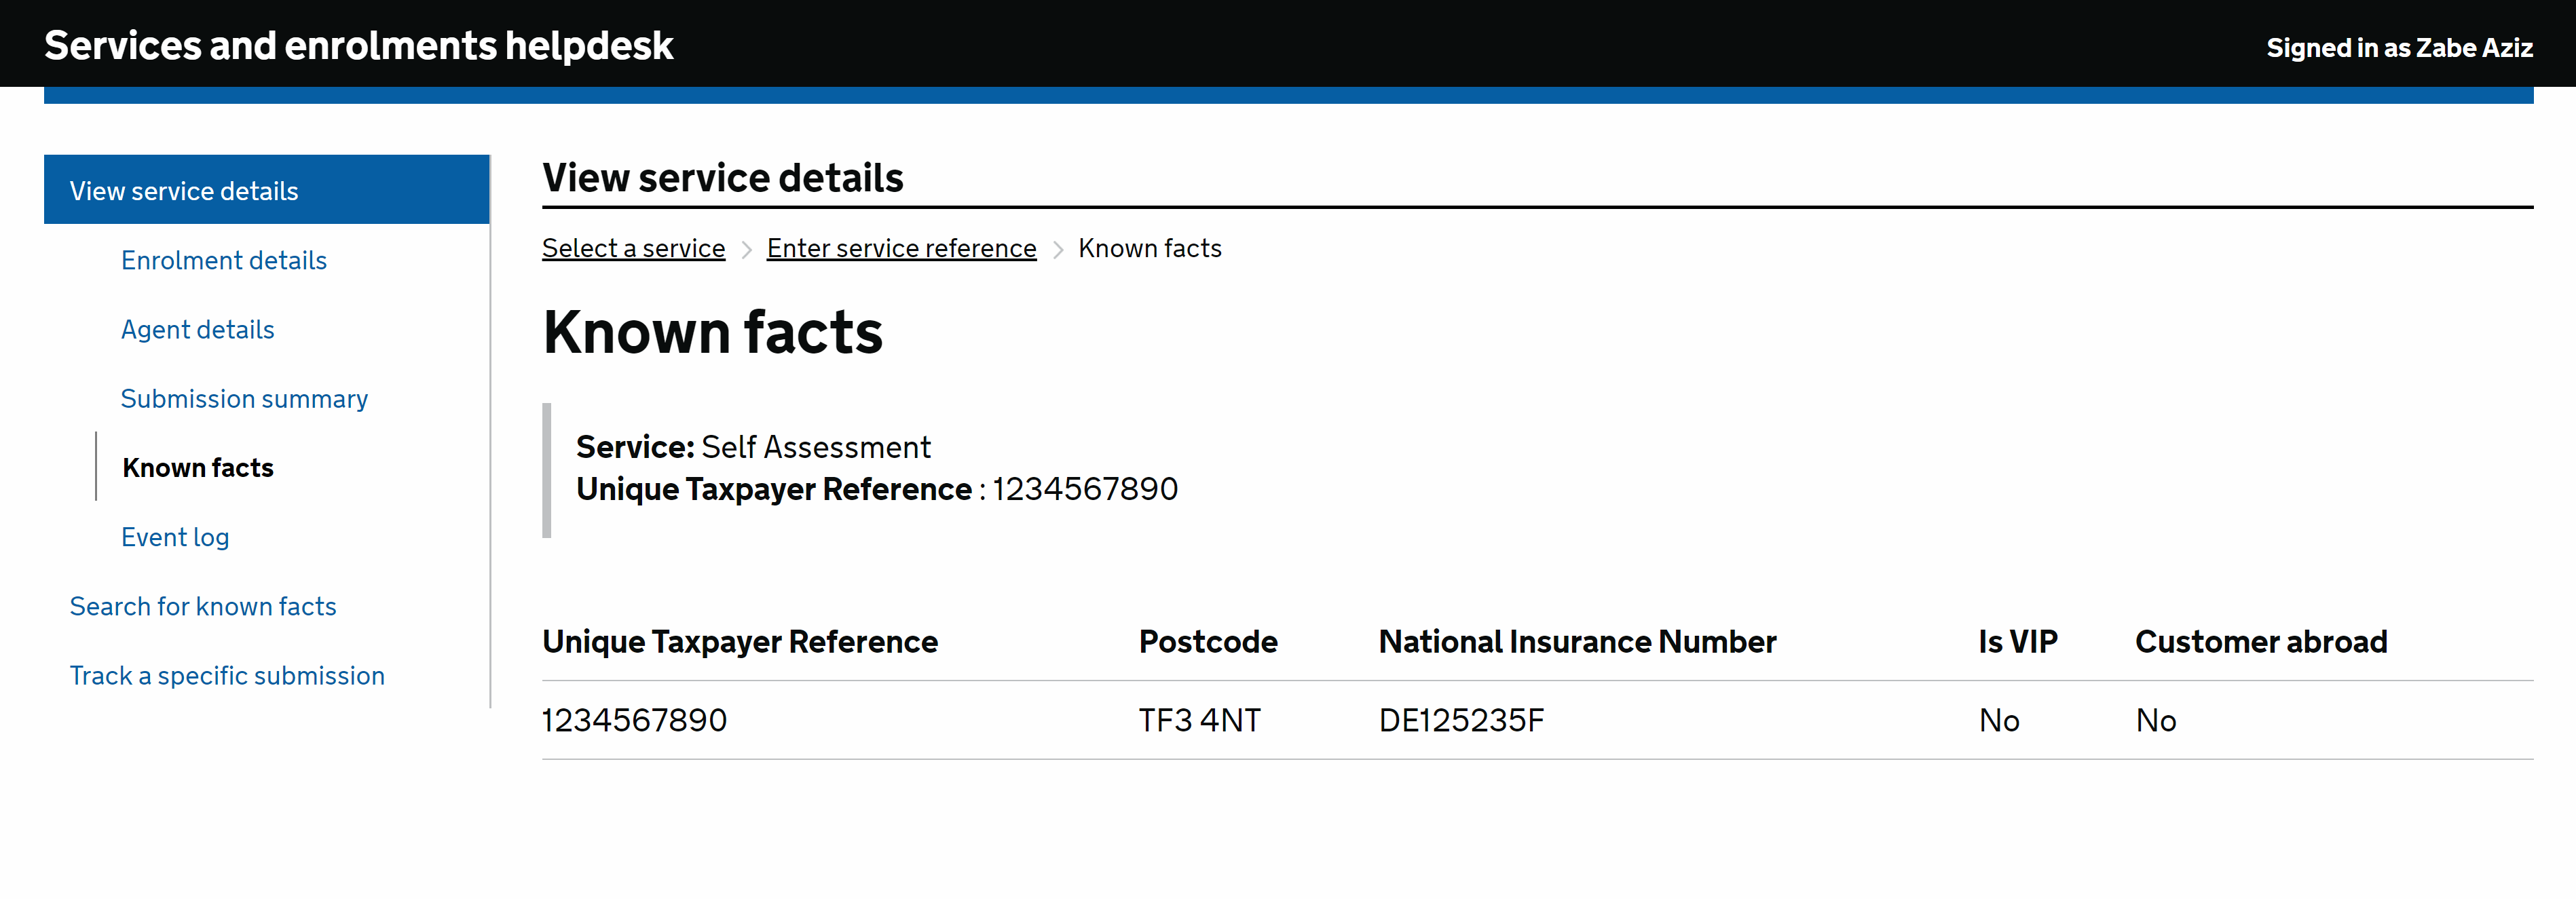 Services and enrolments helpdesk
Signed in as Zabe Aziz
View service details
Enrolment details
Agent details
Submission summary
Known facts
Event log
Search for known facts
Track a specific submission
View service details
Select a service > Enter service reference > Known facts
Known facts
Service: Self Assessment
Unique Taxpayer Reference : 1234567890
Unique Taxpayer Reference Postcode National Insurance Number Is VIP Customer abroad
1234567890 TF3 4NT DE125235F No No